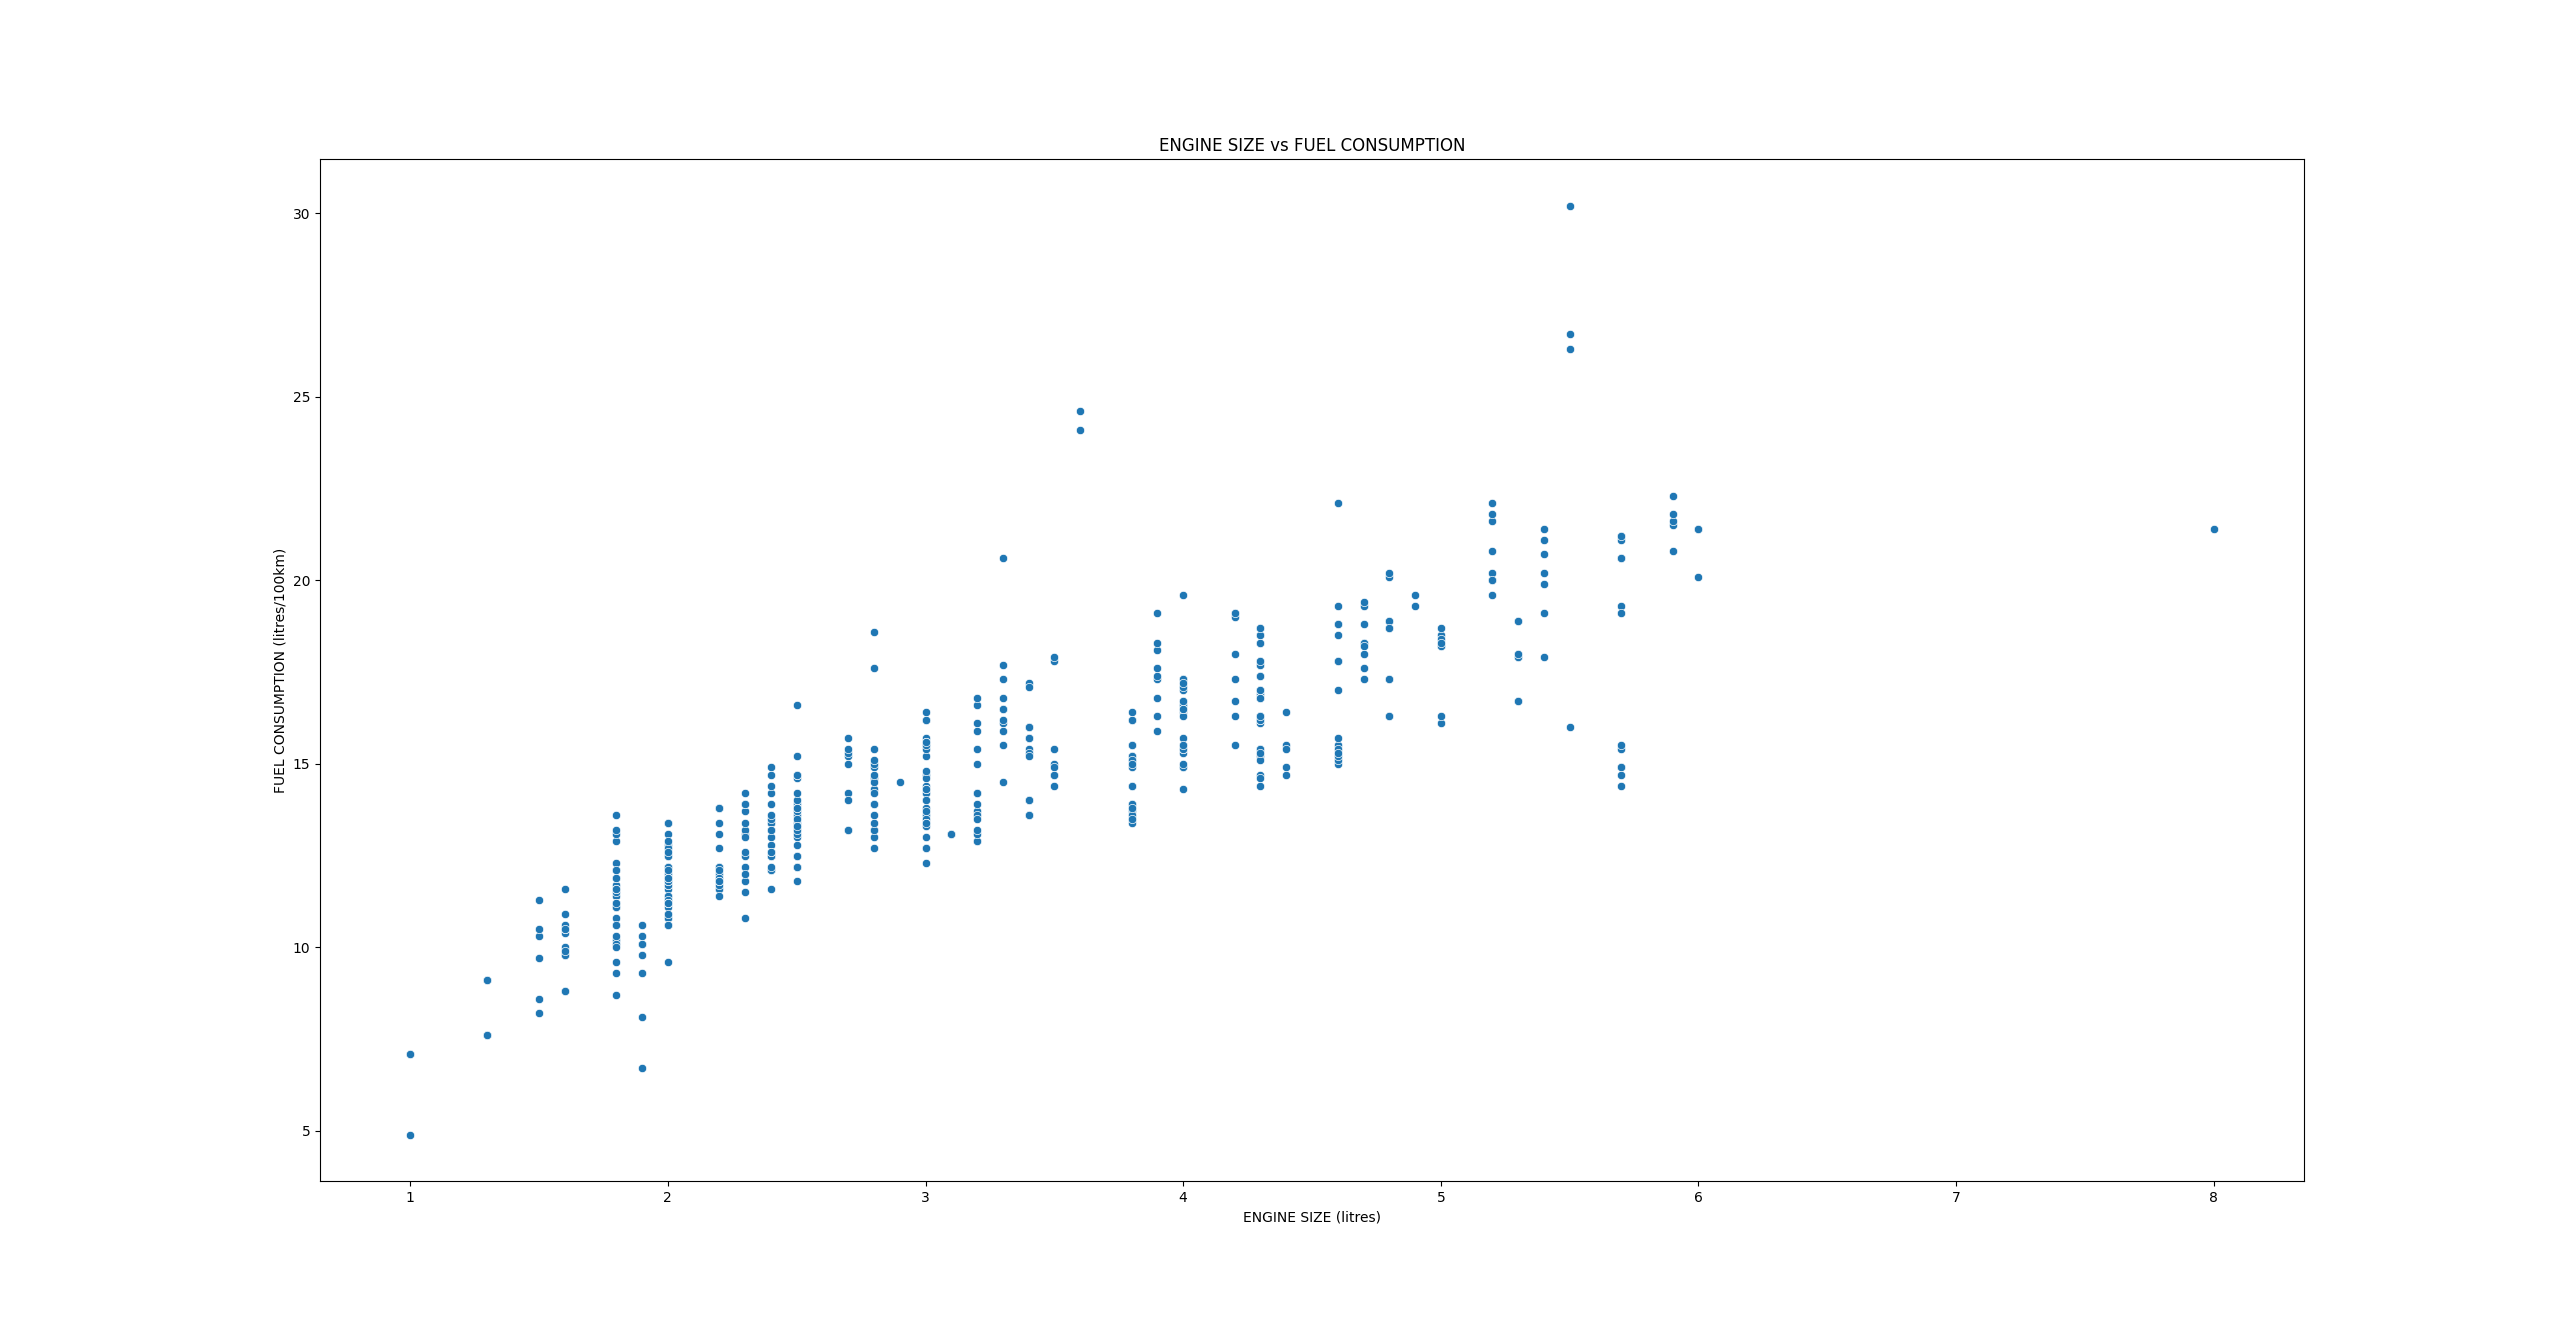 ENGINE SIZE vs FUEL CONSUMPTION
30
25
20
15
10
5
FUEL CONSUMPTION (litres/100km)
1 2 3 4 5 6 7 8
ENGINE SIZE (litres)